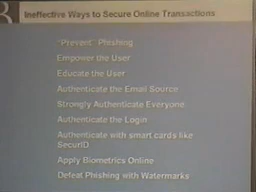 Ineffective Ways to Secure Online Transactions
"Prevent" Phishing
Empower the User
Educate the User
Authenticate the Email Source
Strongly Authenticate Everyone
Authenticate the Login
Authenticate with smart cards like
SecurID
Apply Biometrics Online
Defeat Phishing with Watermarks